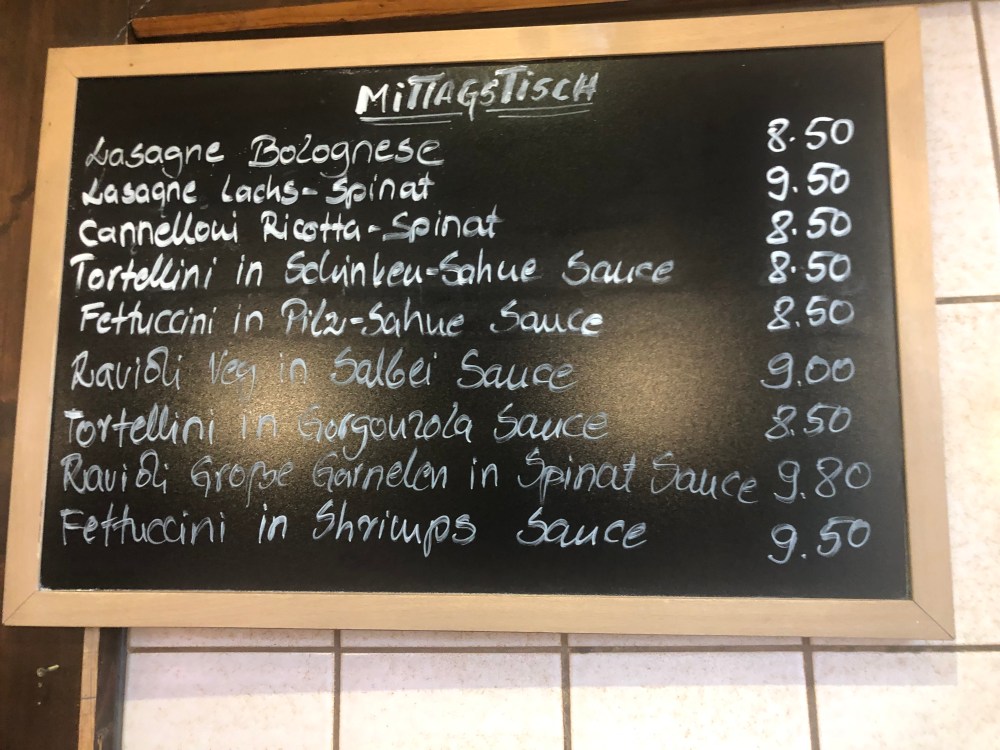 MiTTAGSTiSCH
Lasagne Bolognese 8.50
Lasagne Lachs-Spinat 9.50
Cannelloni Ricotta-Spinat 8.50
Tortellini in Schinken-Sahne Sauce 8.50
Fettuccini in Pilz-Sahne Sauce 8.50
Ravioli Veg in Salbei Sauce 9.00
Tortellini in Gorgonzola Sauce 8.50
Ravioli Große Garnelen in Spinat Sauce 9.80
Fettuccini in Shrimps Sauce 9.50